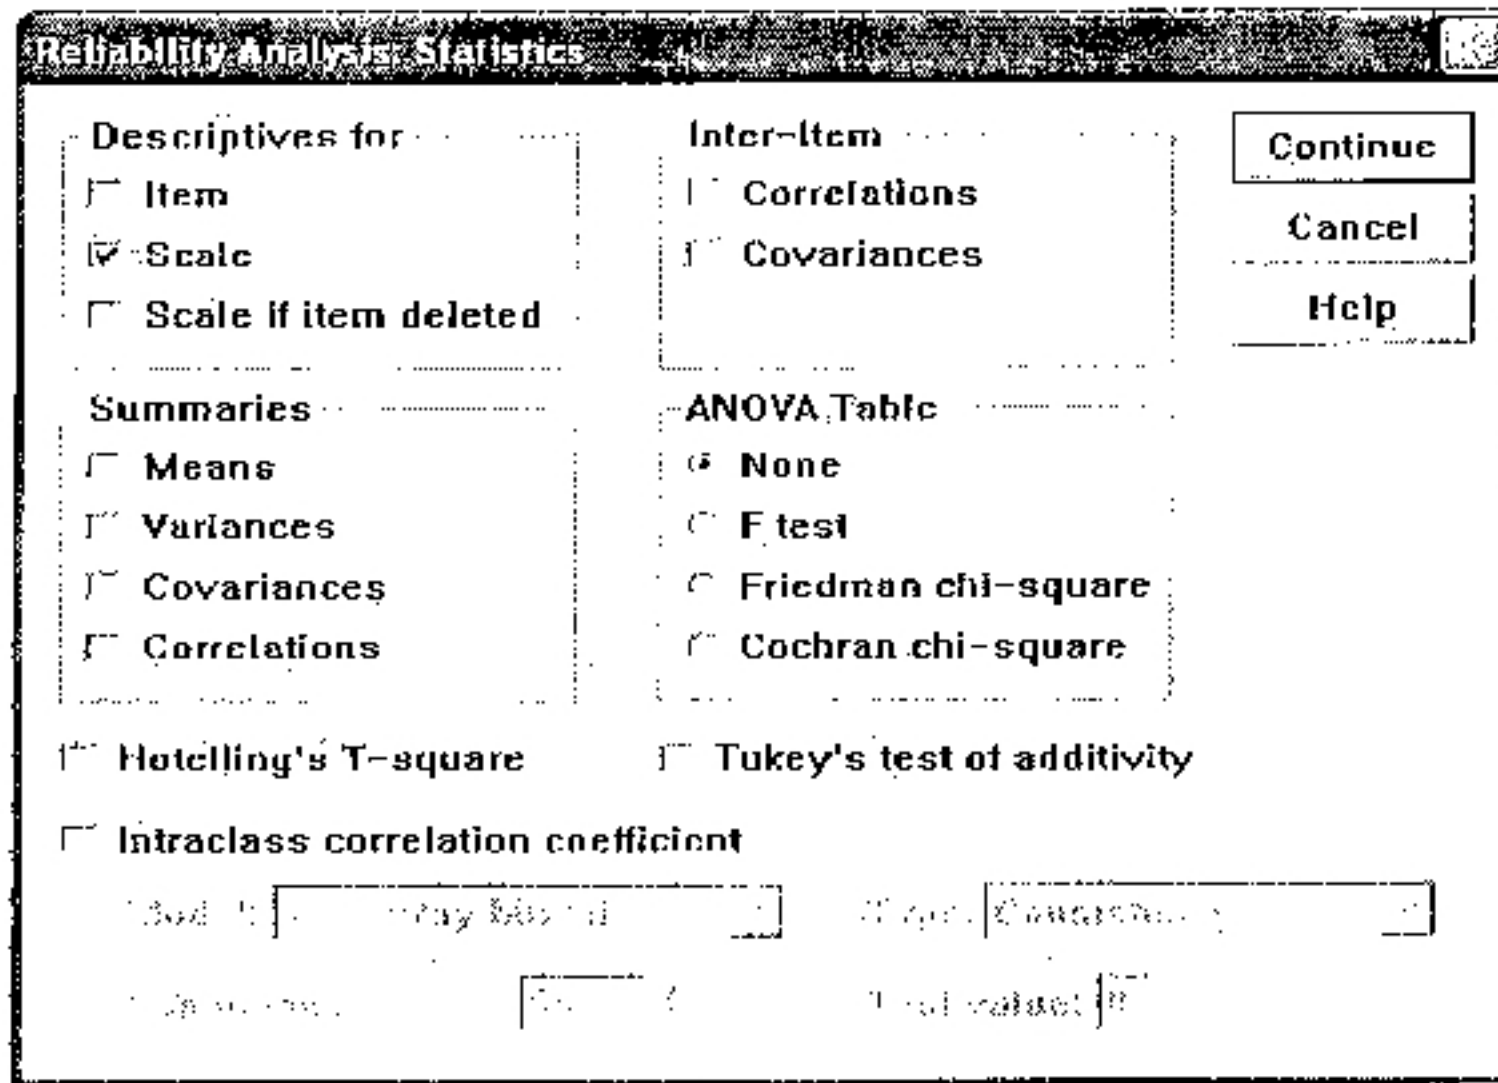 Reliability Analysis: Statistics
Descriptives for
Item
Scale
Scale if item deleted
Inter-Item
Correlations
Covariances
Continue
Cancel
Help
Summaries
Means
Variances
Covariances
Correlations
ANOVA Table
None
F test
Friedman chi-square
Cochran chi-square
Hotelling's T-square
Tukey's test of additivity
Intraclass correlation coefficient
value: